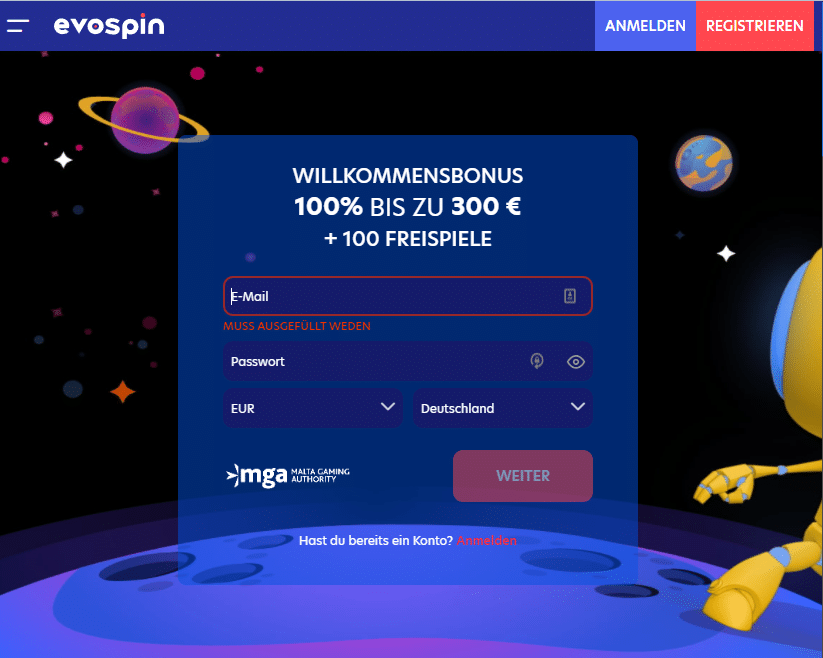 evospin
ANMELDEN
REGISTRIEREN
WILLKOMMENSBONUS
100% BIS ZU 300 €
+ 100 FREISPIELE
E-Mail
MUSS AUSGEFÜLLT WEDEN
Passwort
EUR
Deutschland
mga MALTA GAMING
AUTHORITY
WEITER
Hast du bereits ein Konto? Anmelden